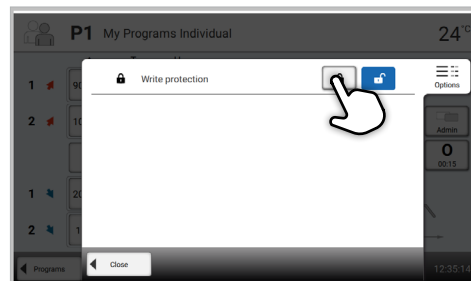 P1 My Programs Individual
24°C
Write protection
Options
1
90
2
10
Admin
0
00:15
1
20
2
1
Close
Programs
12:35:14